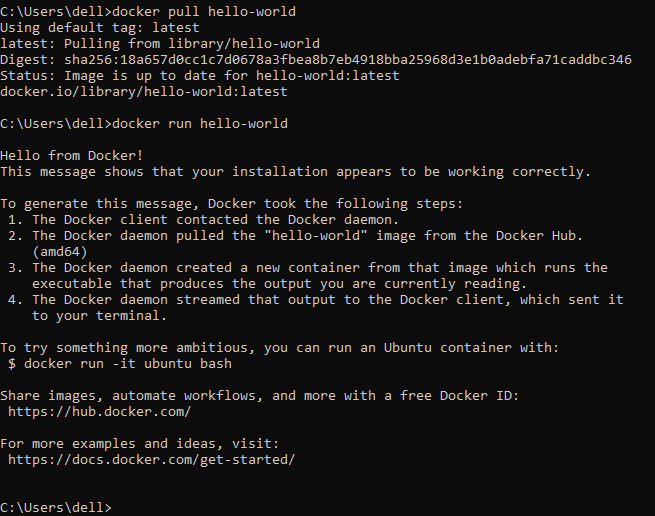 C:\Users\dell>docker pull hello-world
Using default tag: latest
latest: Pulling from library/hello-world
Digest: sha256:18a657d0cc1c7d0678a3fbea8b7eb4918bba25968d3e1b0adebfa71caddbc346
Status: Image is up to date for hello-world:latest
docker.io/library/hello-world:latest
C:\Users\dell>docker run hello-world
Hello from Docker!
This message shows that your installation appears to be working correctly.
To generate this message, Docker took the following steps:
1. The Docker client contacted the Docker daemon.
2. The Docker daemon pulled the "hello-world" image from the Docker Hub.
(amd64)
3. The Docker daemon created a new container from that image which runs the
executable that produces the output you are currently reading.
4. The Docker daemon streamed that output to the Docker client, which sent it
to your terminal.
To try something more ambitious, you can run an Ubuntu container with:
$ docker run -it ubuntu bash
Share images, automate workflows, and more with a free Docker ID:
https://hub.docker.com/
For more examples and ideas, visit:
https://docs.docker.com/get-started/
C:\Users\dell>